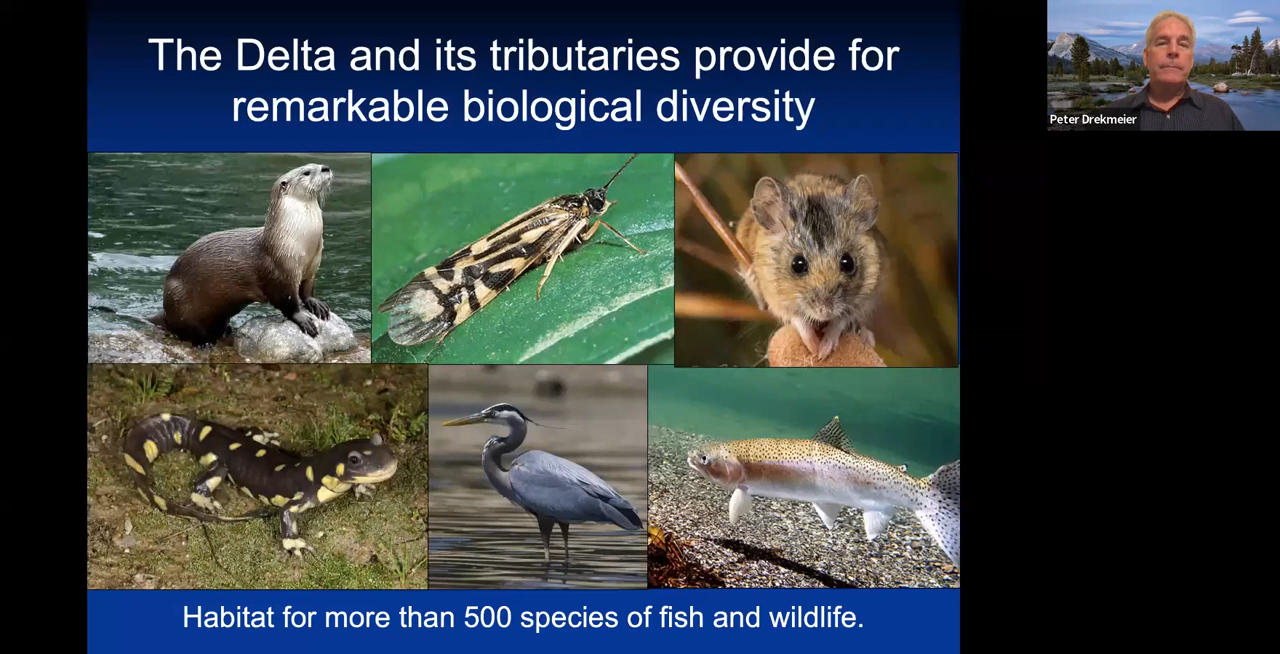 The Delta and its tributaries provide for
remarkable biological diversity
Peter Drekmeier
Habitat for more than 500 species of fish and wildlife.